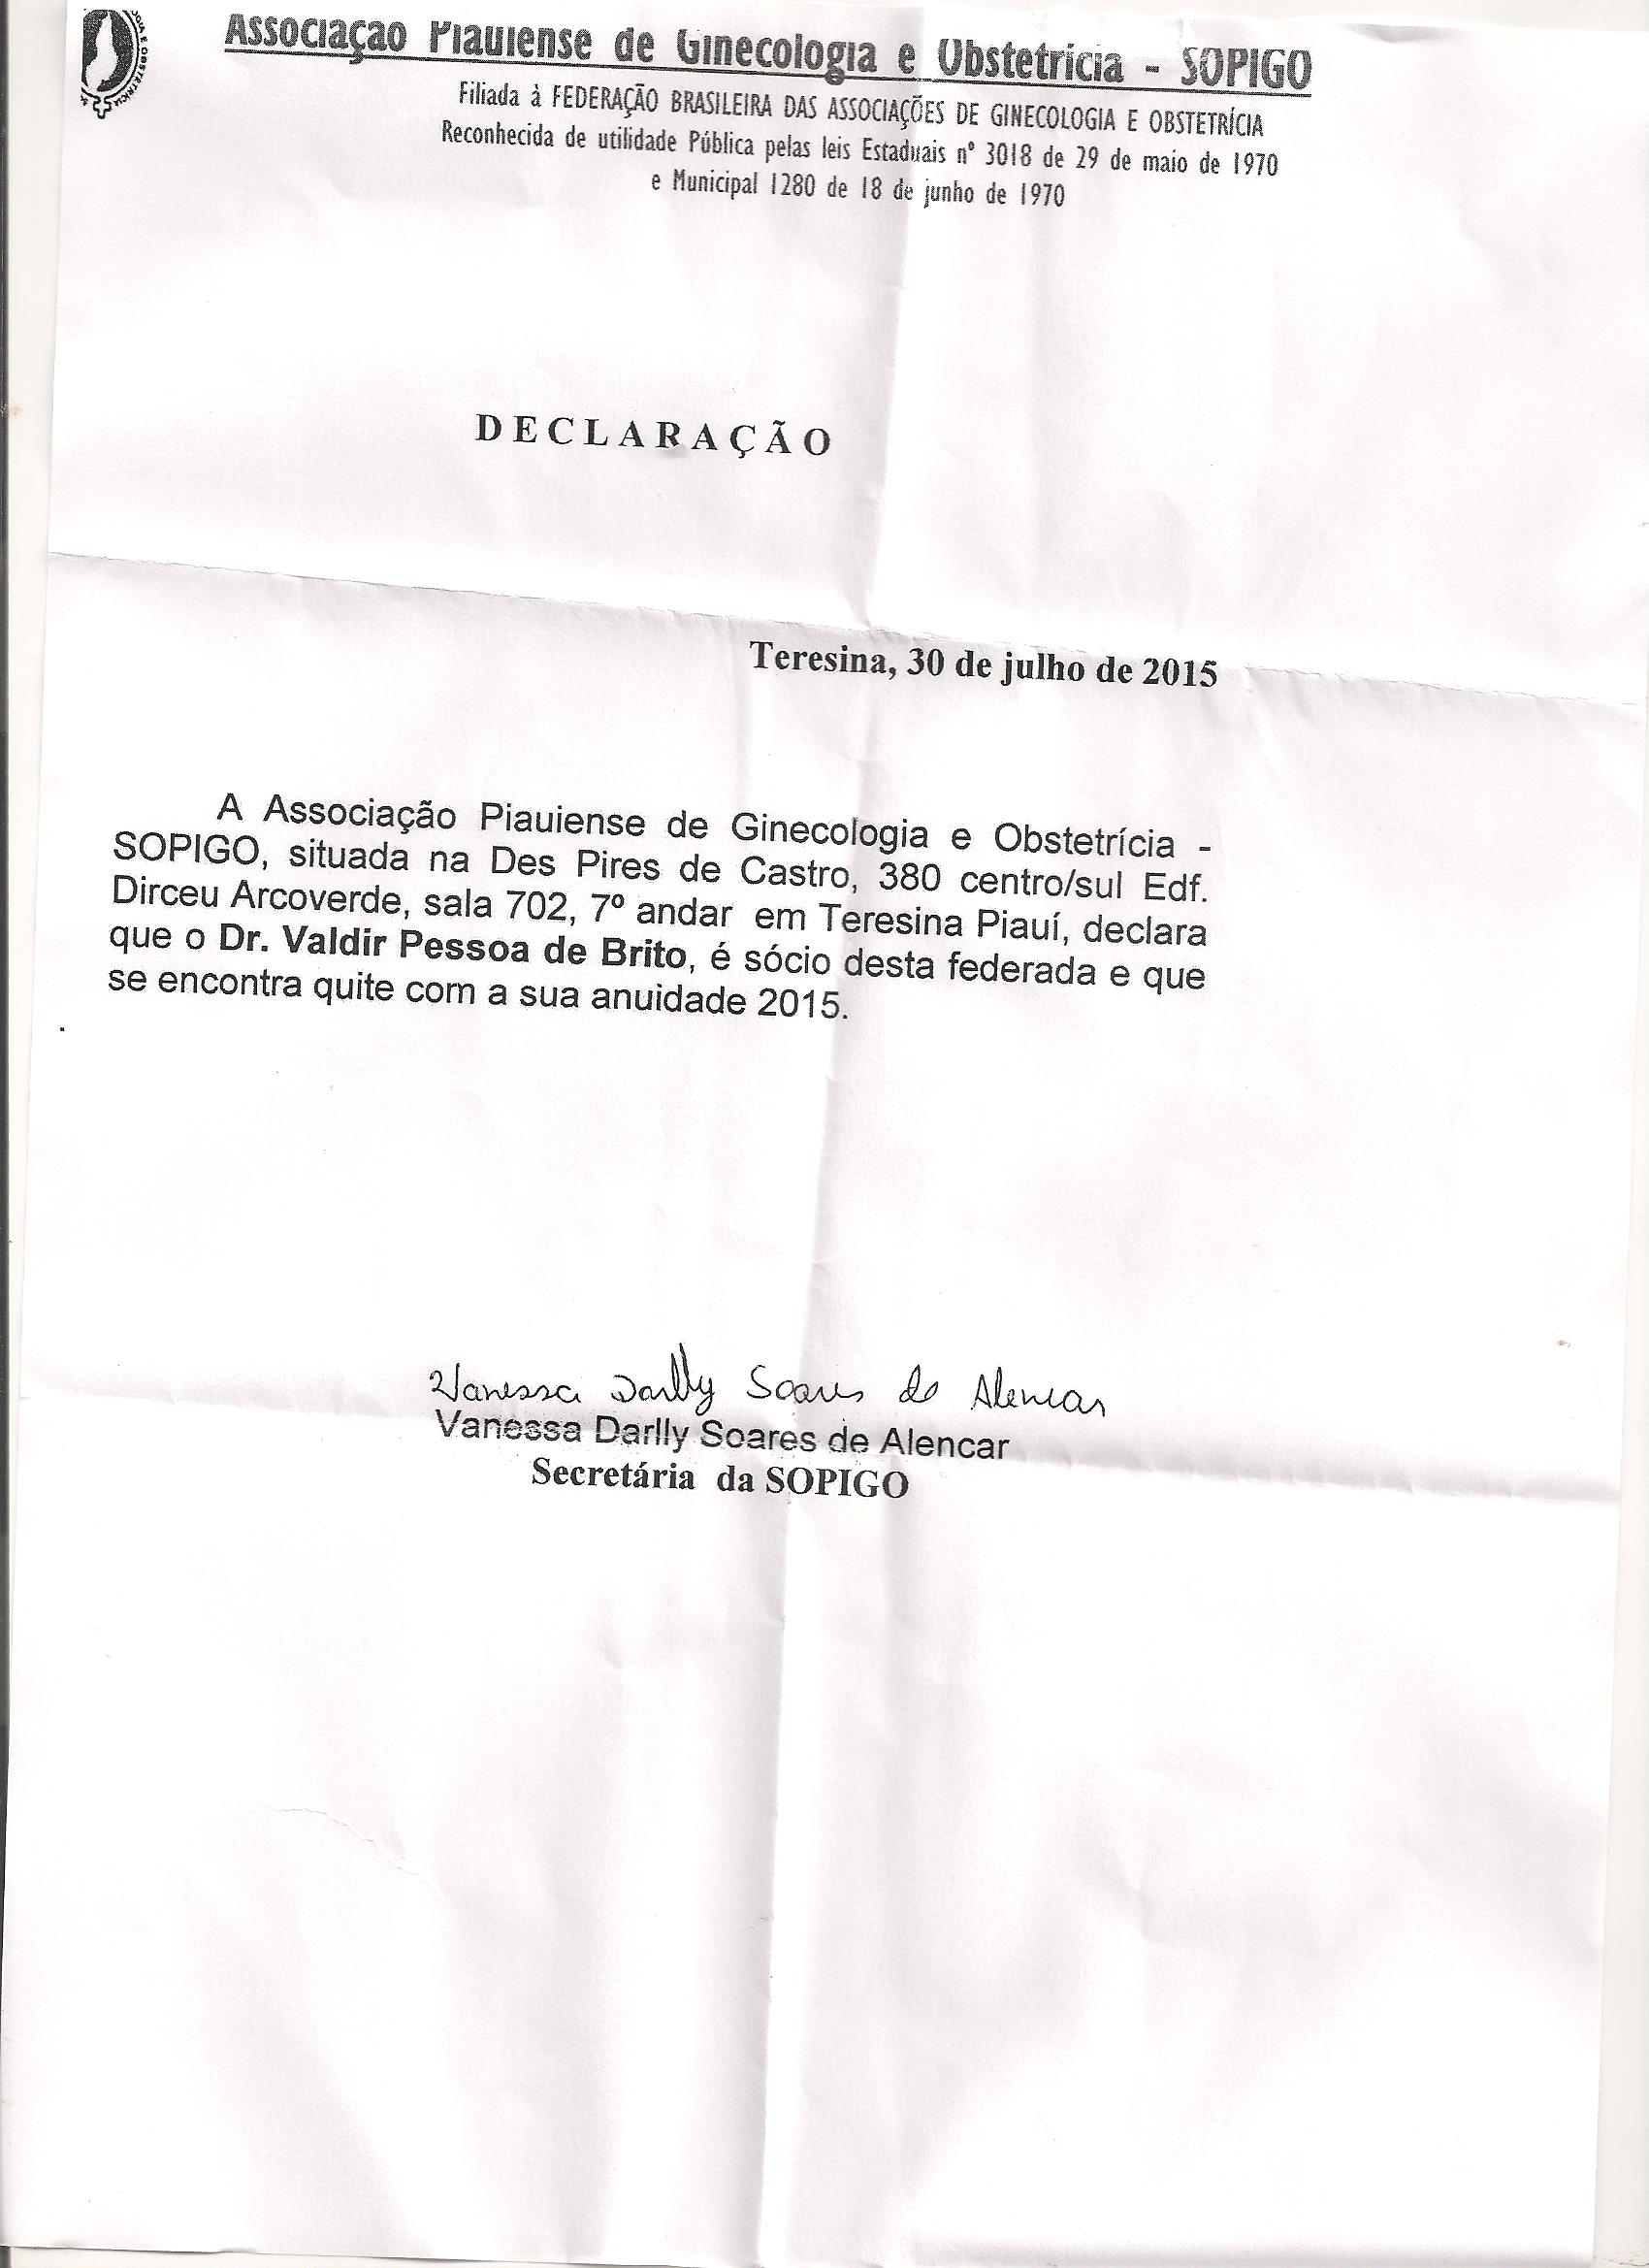 Associação Piauiense de Ginecologia e Obstetrícia - SOPIGO
Filiada à FEDERAÇÃO BRASILEIRA DAS ASSOCIAÇÕES DE GINECOLOGIA E OBSTETRÍCIA
Reconhecida de utilidade Pública pelas leis Estaduais nº 3018 de 29 de maio de 1970
e Municipal 1280 de 18 de junho de 1970
DECLARAÇÃO
Teresina, 30 de julho de 2015
A Associação Piauiense de Ginecologia e Obstetrícia -
SOPIGO, situada na Des Pires de Castro, 380 centro/sul Edf.
Dirceu Arcoverde, sala 702, 7º andar em Teresina Piauí, declara
que o Dr. Valdir Pessoa de Brito, é sócio desta federada e que
se encontra quite com a sua anuidade 2015.
Vanessa Darlly Soares de Alencar
Vanessa Darlly Soares de Alencar
Secretária da SOPIGO